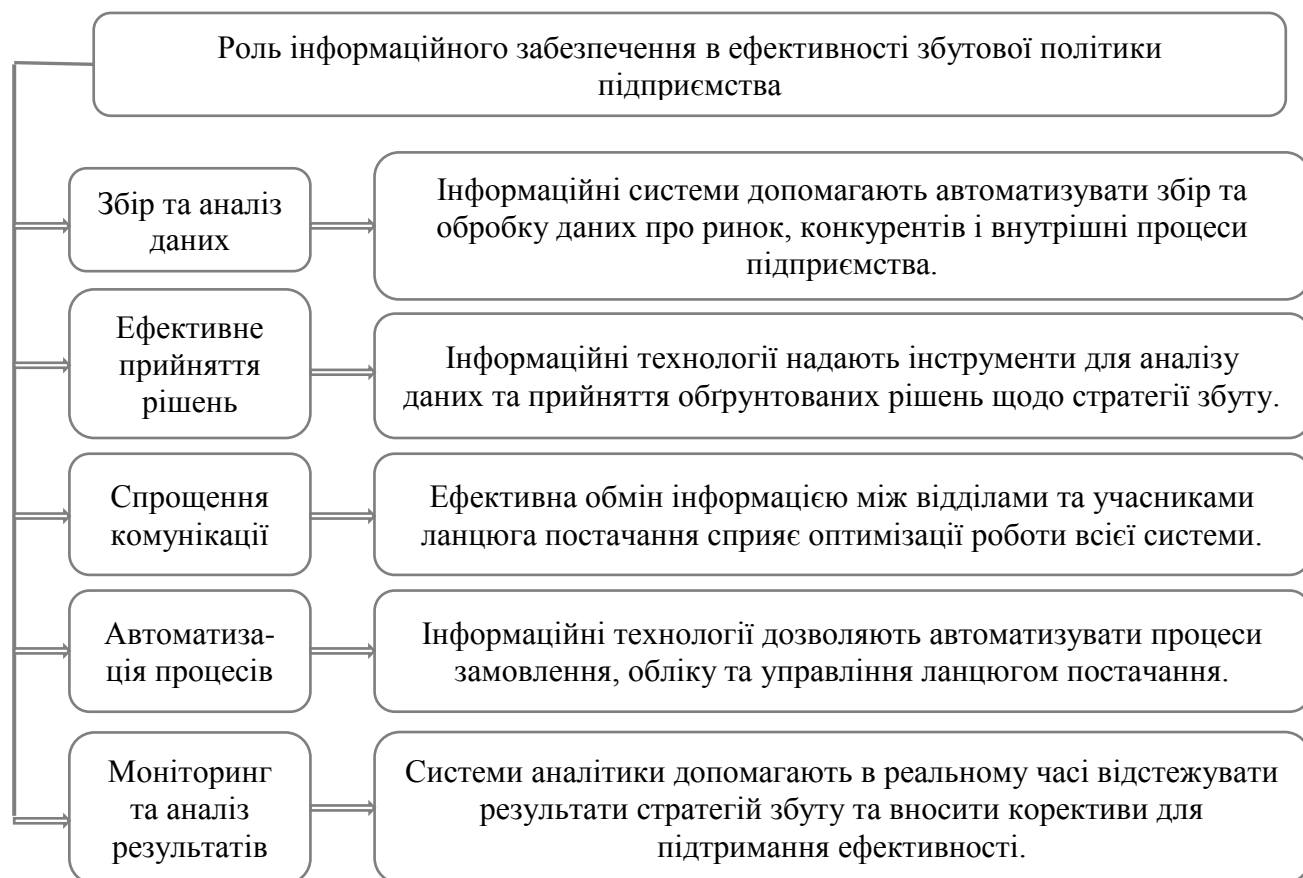 Роль інформаційного забезпечення в ефективності збутової політики
підприємства
Збір та аналіз
даних
Інформаційні системи допомагають автоматизувати збір та
обробку даних про ринок, конкурентів і внутрішні процеси
підприємства.
Ефективне
прийняття
рішень
Інформаційні технології надають інструменти для аналізу
даних та прийняття обґрунтованих рішень щодо стратегії збуту.
Спрощення
комунікації
Ефективна обмін інформацією між відділами та учасниками
ланцюга постачання сприяє оптимізації роботи всієї системи.
Автоматиза-
ція процесів
Інформаційні технології дозволяють автоматизувати процеси
замовлення, обліку та управління ланцюгом постачання.
Моніторинг
та аналіз
результатів
Системи аналітики допомагають в реальному часі відстежувати
результати стратегій збуту та вносити корективи для
підтримання ефективності.